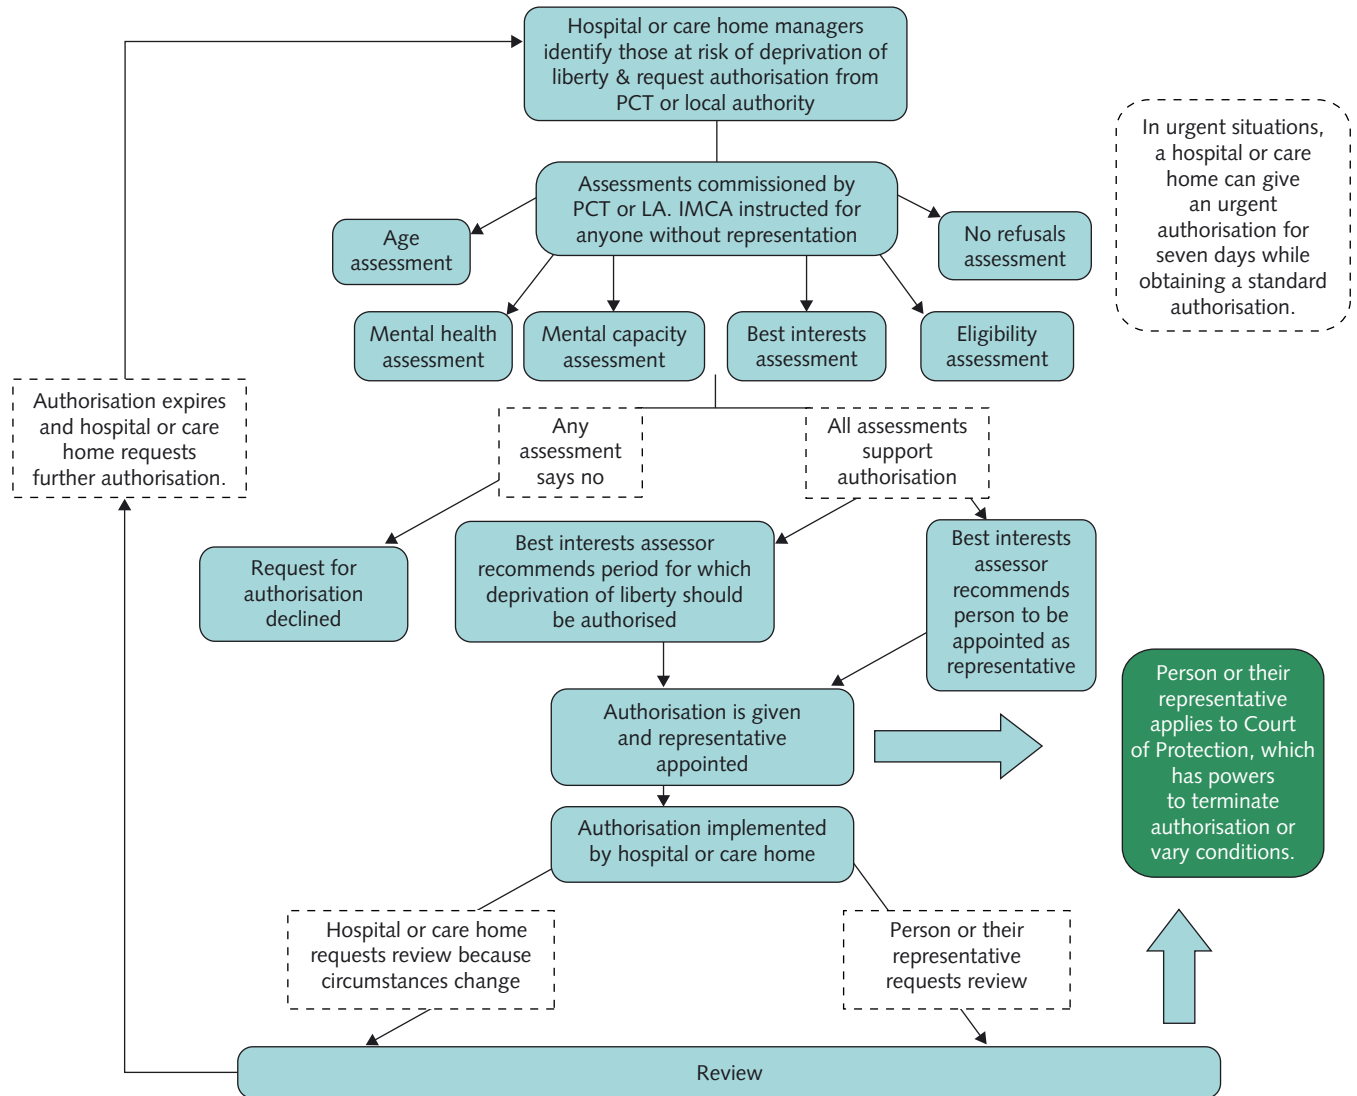 Hospital or care home managers
identify those at risk of deprivation of
liberty & request authorisation from
PCT or local authority
In urgent situations,
a hospital or care
home can give
an urgent
authorisation for
seven days while
obtaining a standard
authorisation.
Assessments commissioned by
PCT or LA. IMCA instructed for
anyone without representation
Age
assessment
No refusals
assessment
Mental health
assessment
Mental capacity
assessment
Best interests
assessment
Eligibility
assessment
Authorisation expires
and hospital or care
home requests
further authorisation.
Any
assessment
says no
All assessments
support
authorisation
Request for
authorisation
declined
Best interests assessor
recommends period for which
deprivation of liberty should
be authorised
Best interests
assessor
recommends
person to be
appointed as
representative
Authorisation is given
and representative
appointed
Person or their
representative
applies to Court
of Protection, which
has powers
to terminate
authorisation or
vary conditions.
Authorisation implemented
by hospital or care home
Hospital or care home
requests review because
circumstances change
Person or their
representative
requests review
Review